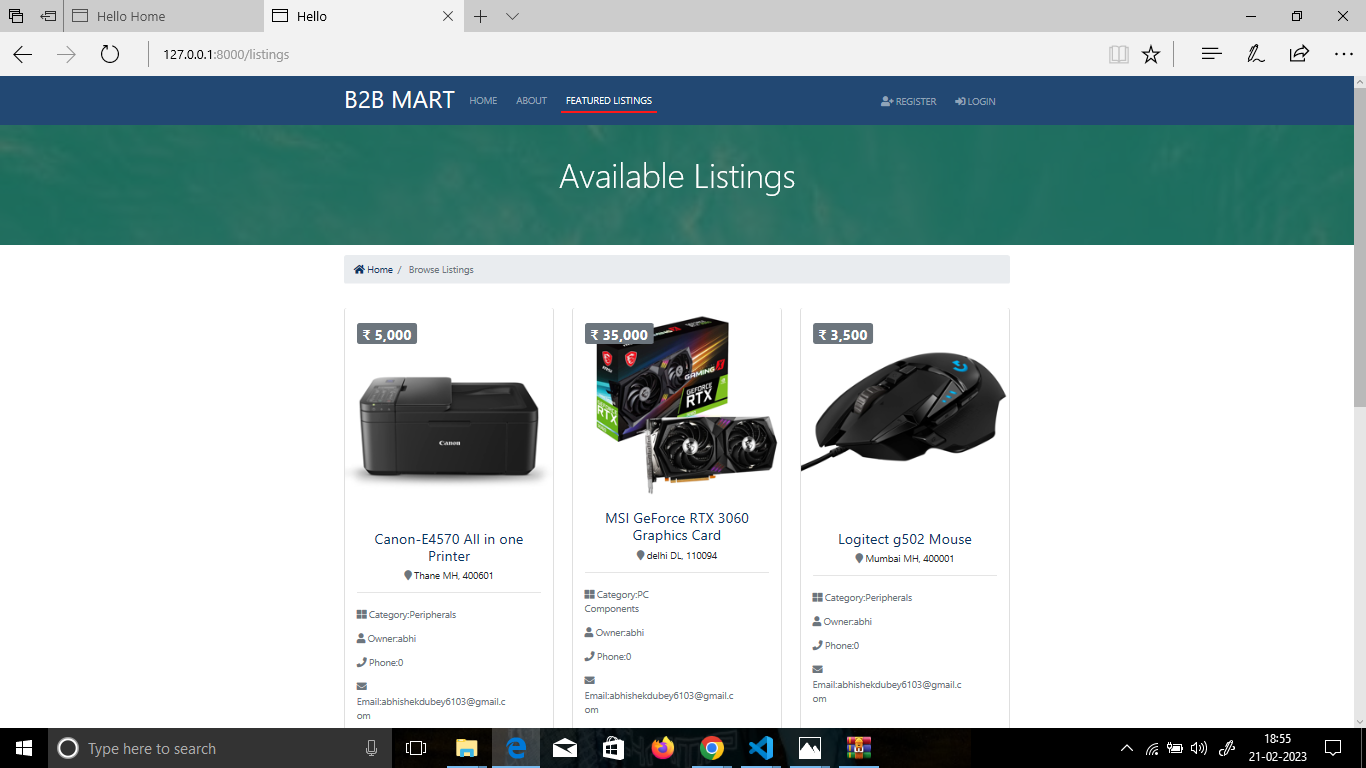 Hello Home
Hello
127.0.0.1:8000/listings
B2B MART
HOME
ABOUT
FEATURED LISTINGS
REGISTER
LOGIN
Available Listings
Home / Browse Listings
₹ 5,000
Canon
Canon-E4570 All in one
Printer
Thane MH, 400601
Category:Peripherals
Owner:abhi
Phone:0
Email:abhishekdubey6103@gmail.c
om
₹ 35,000
msi
GAMING X
GEFORCE
RTX
MSI GeForce RTX 3060
Graphics Card
delhi DL, 110094
Category:PC
Components
Owner:abhi
Phone:0
Email:abhishekdubey6103@gmail.c
om
₹ 3,500
Logitect g502 Mouse
Mumbai MH, 400001
Category:Peripherals
Owner:abhi
Phone:0
Email:abhishekdubey6103@gmail.c
om
Type here to search
18:55
21-02-2023